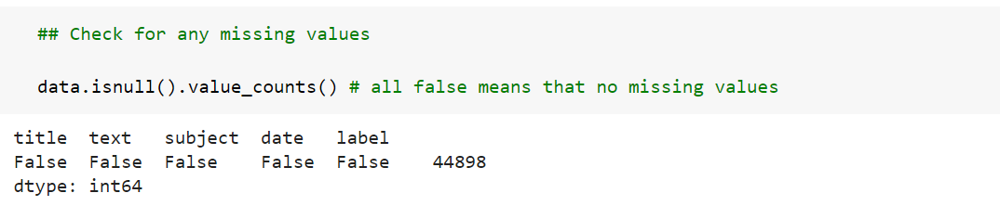 ## Check for any missing values
data.isnull().value_counts() # all false means that no missing values
title  text   subject  date   label
False  False  False    False  False    44898
dtype: int64